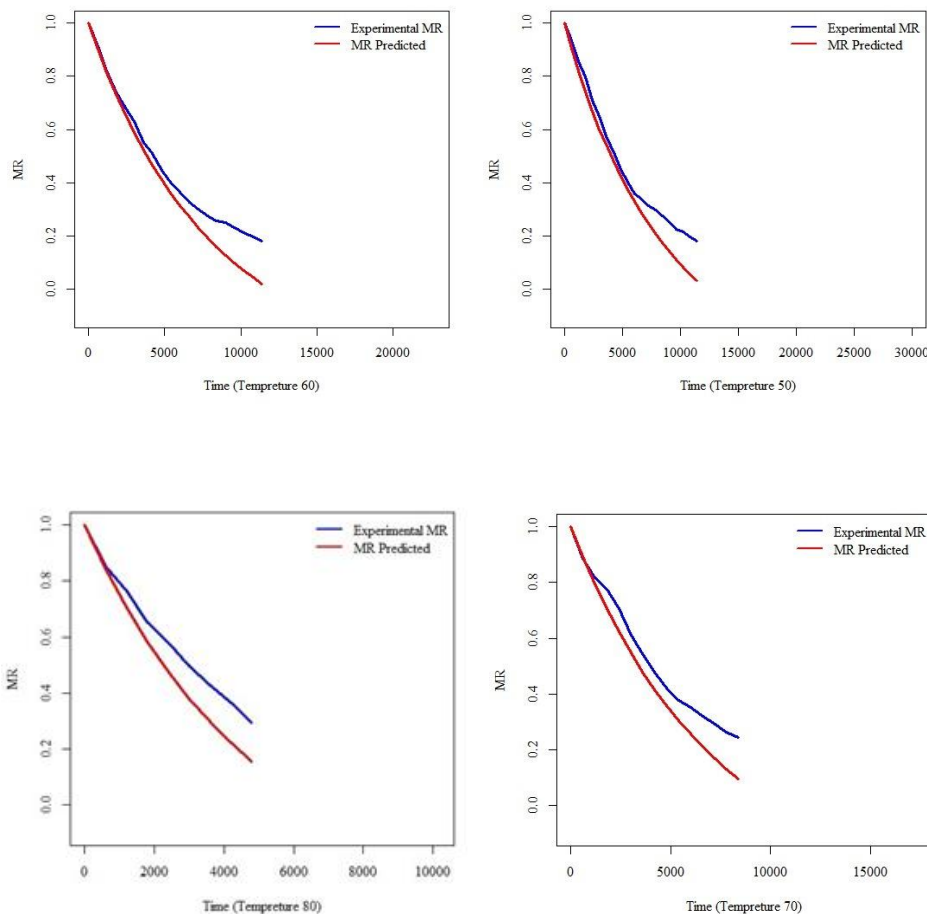 Experimental MR
MR Predicted
MR
1.0
0.8
0.6
0.4
0.2
0.0
0 5000 10000 15000 20000
Time (Tempreture 60)
Experimental MR
MR Predicted
MR
1.0
0.8
0.6
0.4
0.2
0.0
0 5000 10000 15000 20000 25000 30000
Time (Tempreture 50)
Experimental MR
MR Predicted
MR
1.0
0.8
0.6
0.4
0.2
0.0
0 2000 4000 6000 8000 10000
Time (Tempreture 80)
Experimental MR
MR Predicted
MR
1.0
0.8
0.6
0.4
0.2
0.0
0 5000 10000 15000
Time (Tempreture 70)